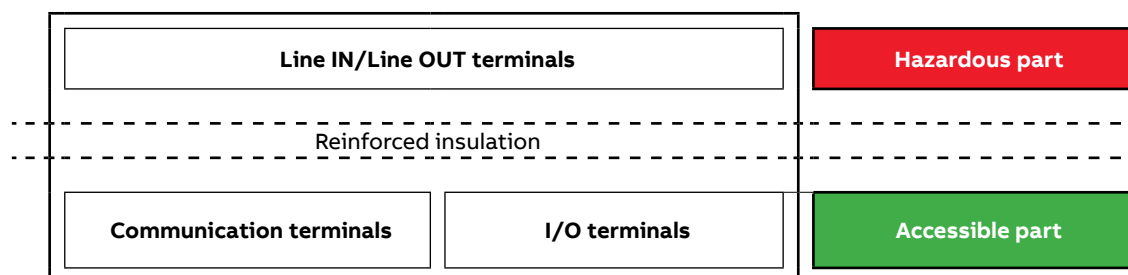 Line IN/Line OUT terminals
Hazardous part
Reinforced insulation
Communication terminals
I/O terminals
Accessible part